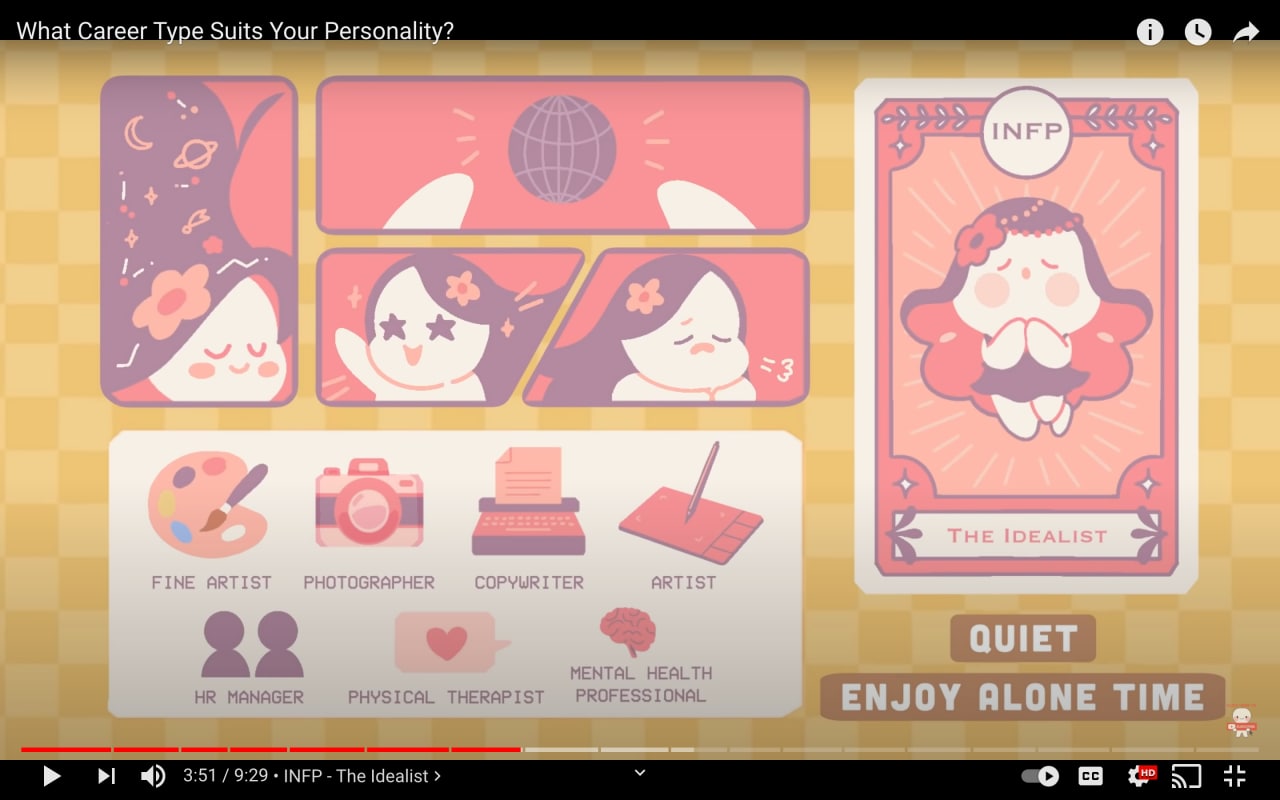 What Career Type Suits Your Personality?
INFP
THE IDEALIST
FINE ARTIST
PHOTOGRAPHER
COPYWRITER
ARTIST
HR MANAGER
PHYSICAL THERAPIST
MENTAL HEALTH
PROFESSIONAL
QUIET
ENJOY ALONE TIME
3:51 / 9:29 • INFP - The Idealist ›
CC
HD